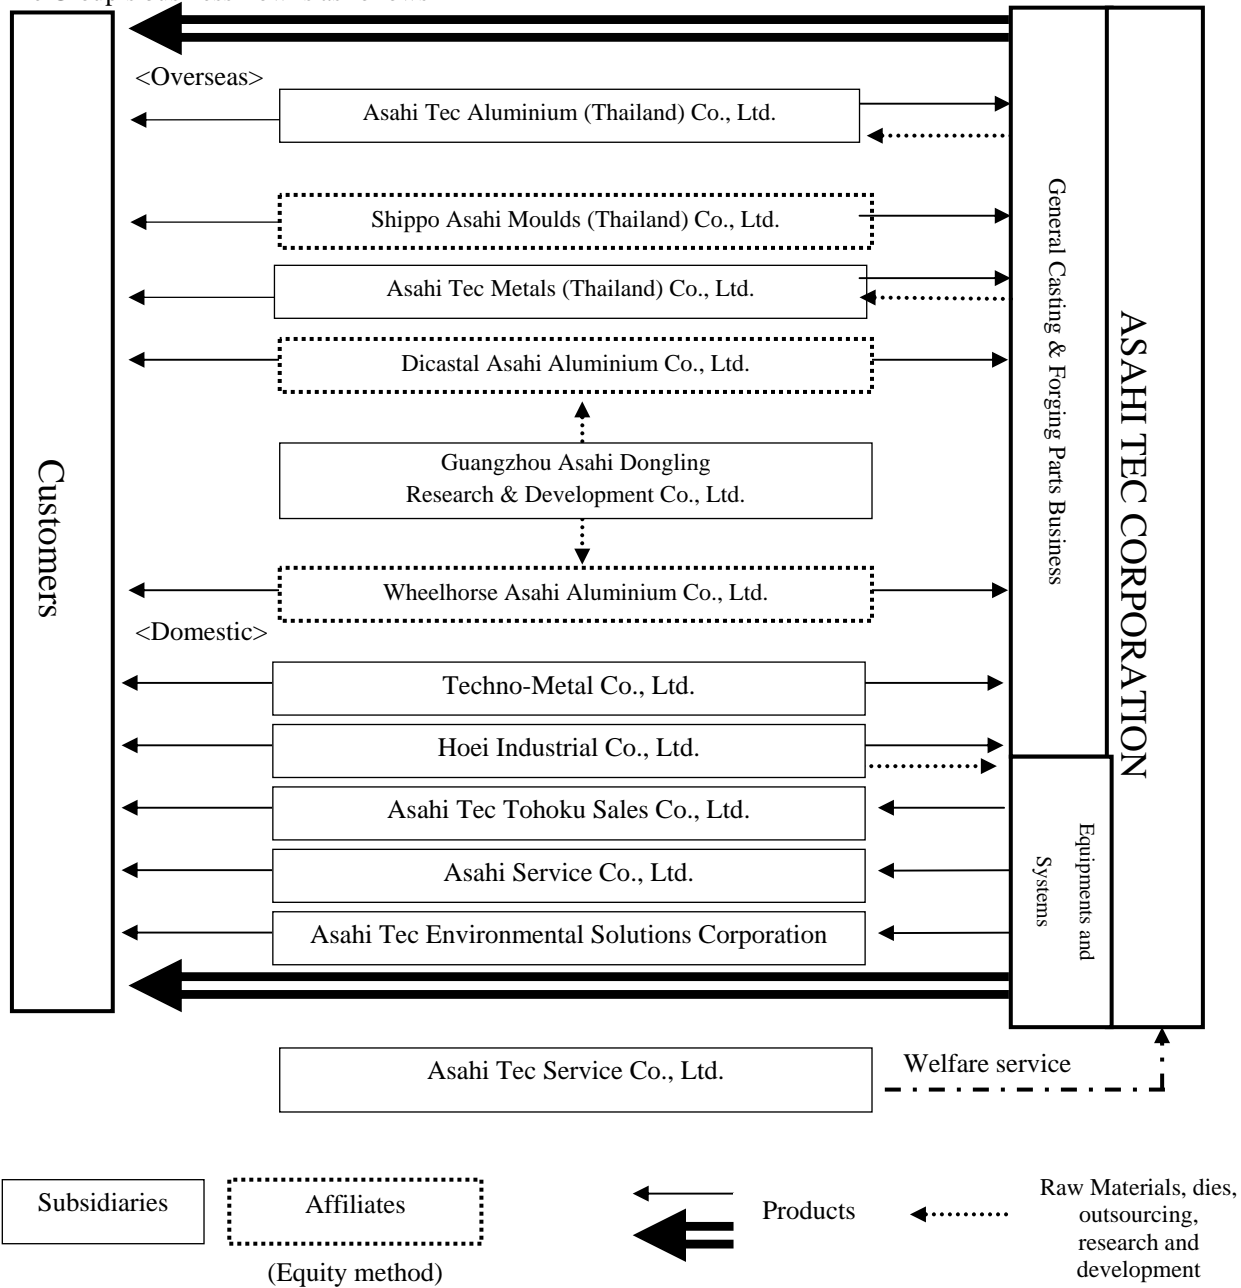 <Overseas>
Asahi Tec Aluminium (Thailand) Co., Ltd.
Shippo Asahi Moulds (Thailand) Co., Ltd.
Asahi Tec Metals (Thailand) Co., Ltd.
Dicastal Asahi Aluminium Co., Ltd.
Guangzhou Asahi Dongling
Research & Development Co., Ltd.
Wheelhorse Asahi Aluminium Co., Ltd.
<Domestic>
Techno-Metal Co., Ltd.
Hoei Industrial Co., Ltd.
Asahi Tec Tohoku Sales Co., Ltd.
Asahi Service Co., Ltd.
Asahi Tec Environmental Solutions Corporation
Customers
General Casting & Forging Parts Business
Equipments and
Systems
ASAHI TEC CORPORATION
Asahi Tec Service Co., Ltd.
Welfare service
Subsidiaries
Affiliates
(Equity method)
Products
Raw Materials, dies,
outsourcing,
research and
development